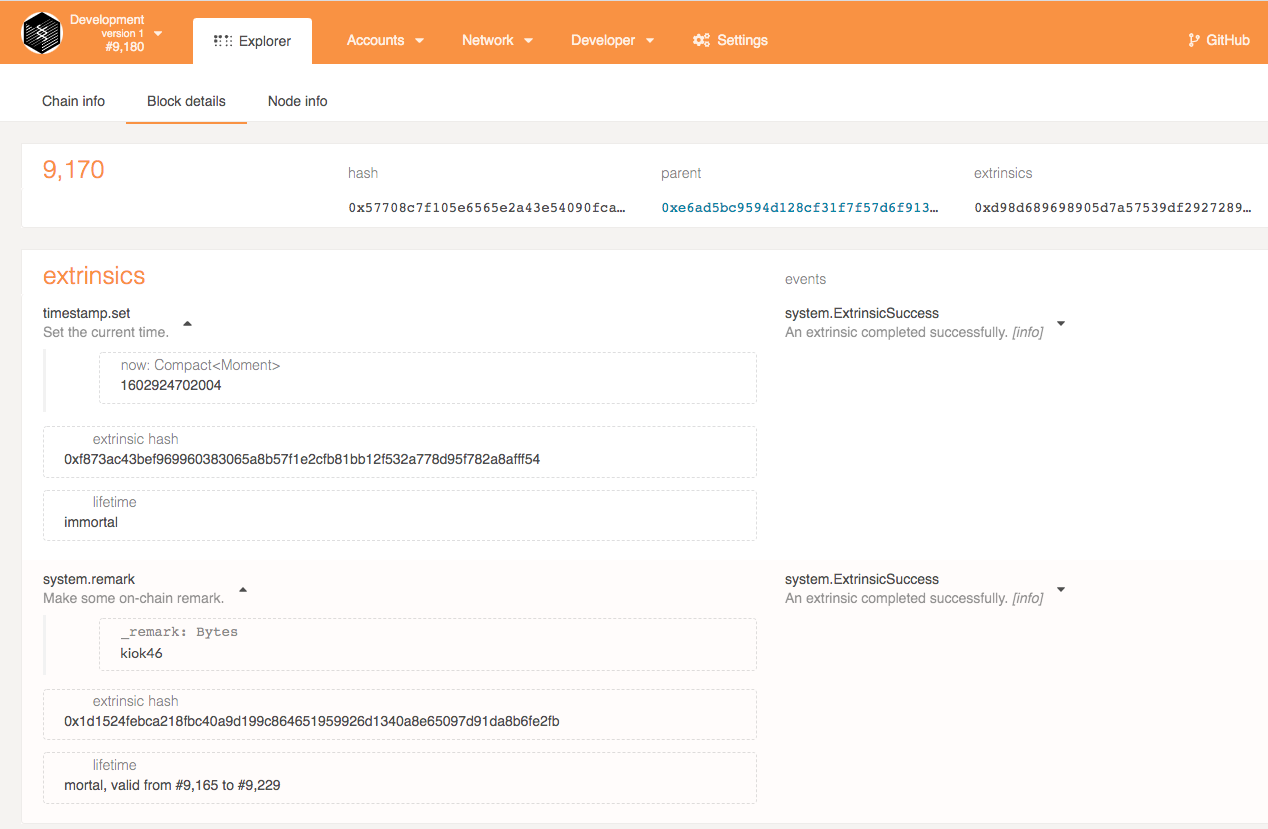 Development
version 1
#9,180
Explorer
Accounts
Network
Developer
Settings
GitHub
Chain info
Block details
Node info
9,170
hash
parent
extrinsics
0x57708c7f105e6565e2a43e54090fca…
0xe6ad5bc9594d128cf31f7f57d6f913…
0xd98d689698905d7a57539df2927289…
extrinsics
events
timestamp.set
Set the current time.
system.ExtrinsicSuccess
An extrinsic completed successfully. [info]
now: Compact<Moment>
1602924702004
extrinsic hash
0xf873ac43bef969960383065a8b57f1e2cfb81bb12f532a778d95f782a8afff54
lifetime
immortal
system.remark
Make some on-chain remark.
system.ExtrinsicSuccess
An extrinsic completed successfully. [info]
_remark: Bytes
kiok46
extrinsic hash
0x1d1524febca218fbc40a9d199c864651959926d1340a8e65097d91da8b6fe2fb
lifetime
mortal, valid from #9,165 to #9,229